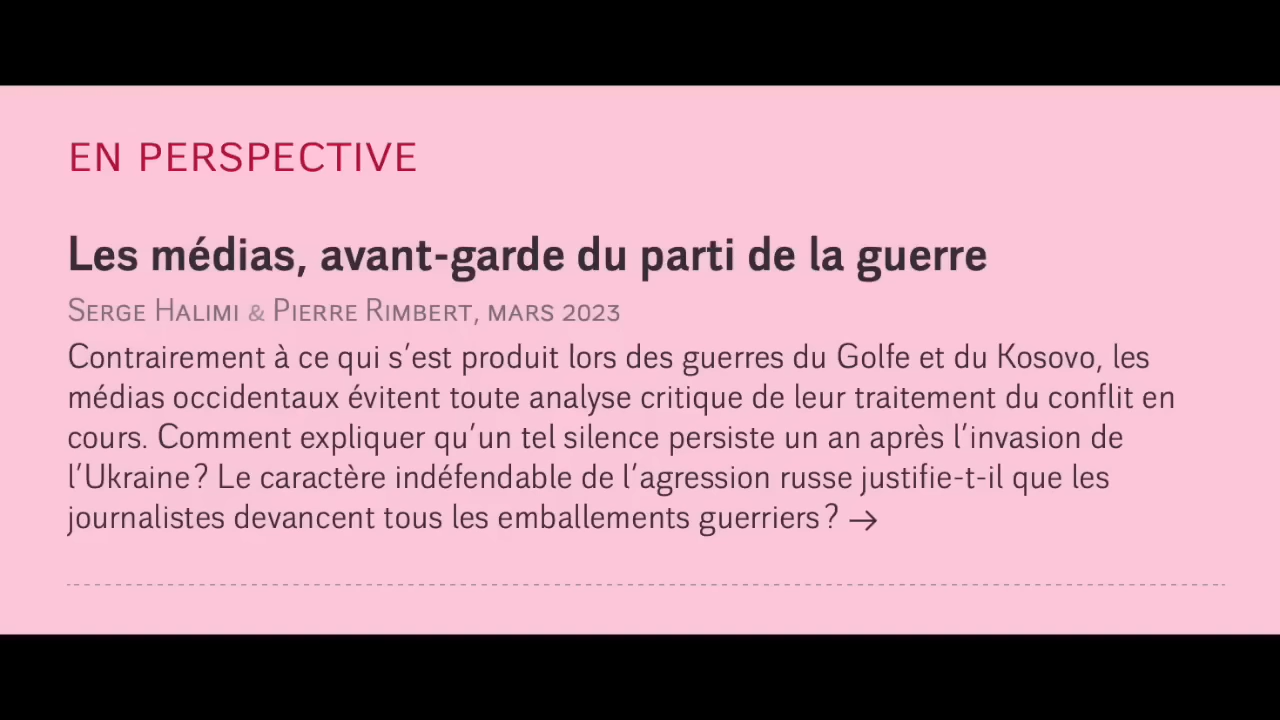 EN PERSPECTIVE
Les médias, avant-garde du parti de la guerre
Serge Halimi & Pierre Rimbert, mars 2023
Contrairement à ce qui s’est produit lors des guerres du Golfe et du Kosovo, les
médias occidentaux évitent toute analyse critique de leur traitement du conflit en
cours. Comment expliquer qu’un tel silence persiste un an après l’invasion de
l’Ukraine ? Le caractère indéfendable de l’agression russe justifie-t-il que les
journalistes devancent tous les emballements guerriers ? →